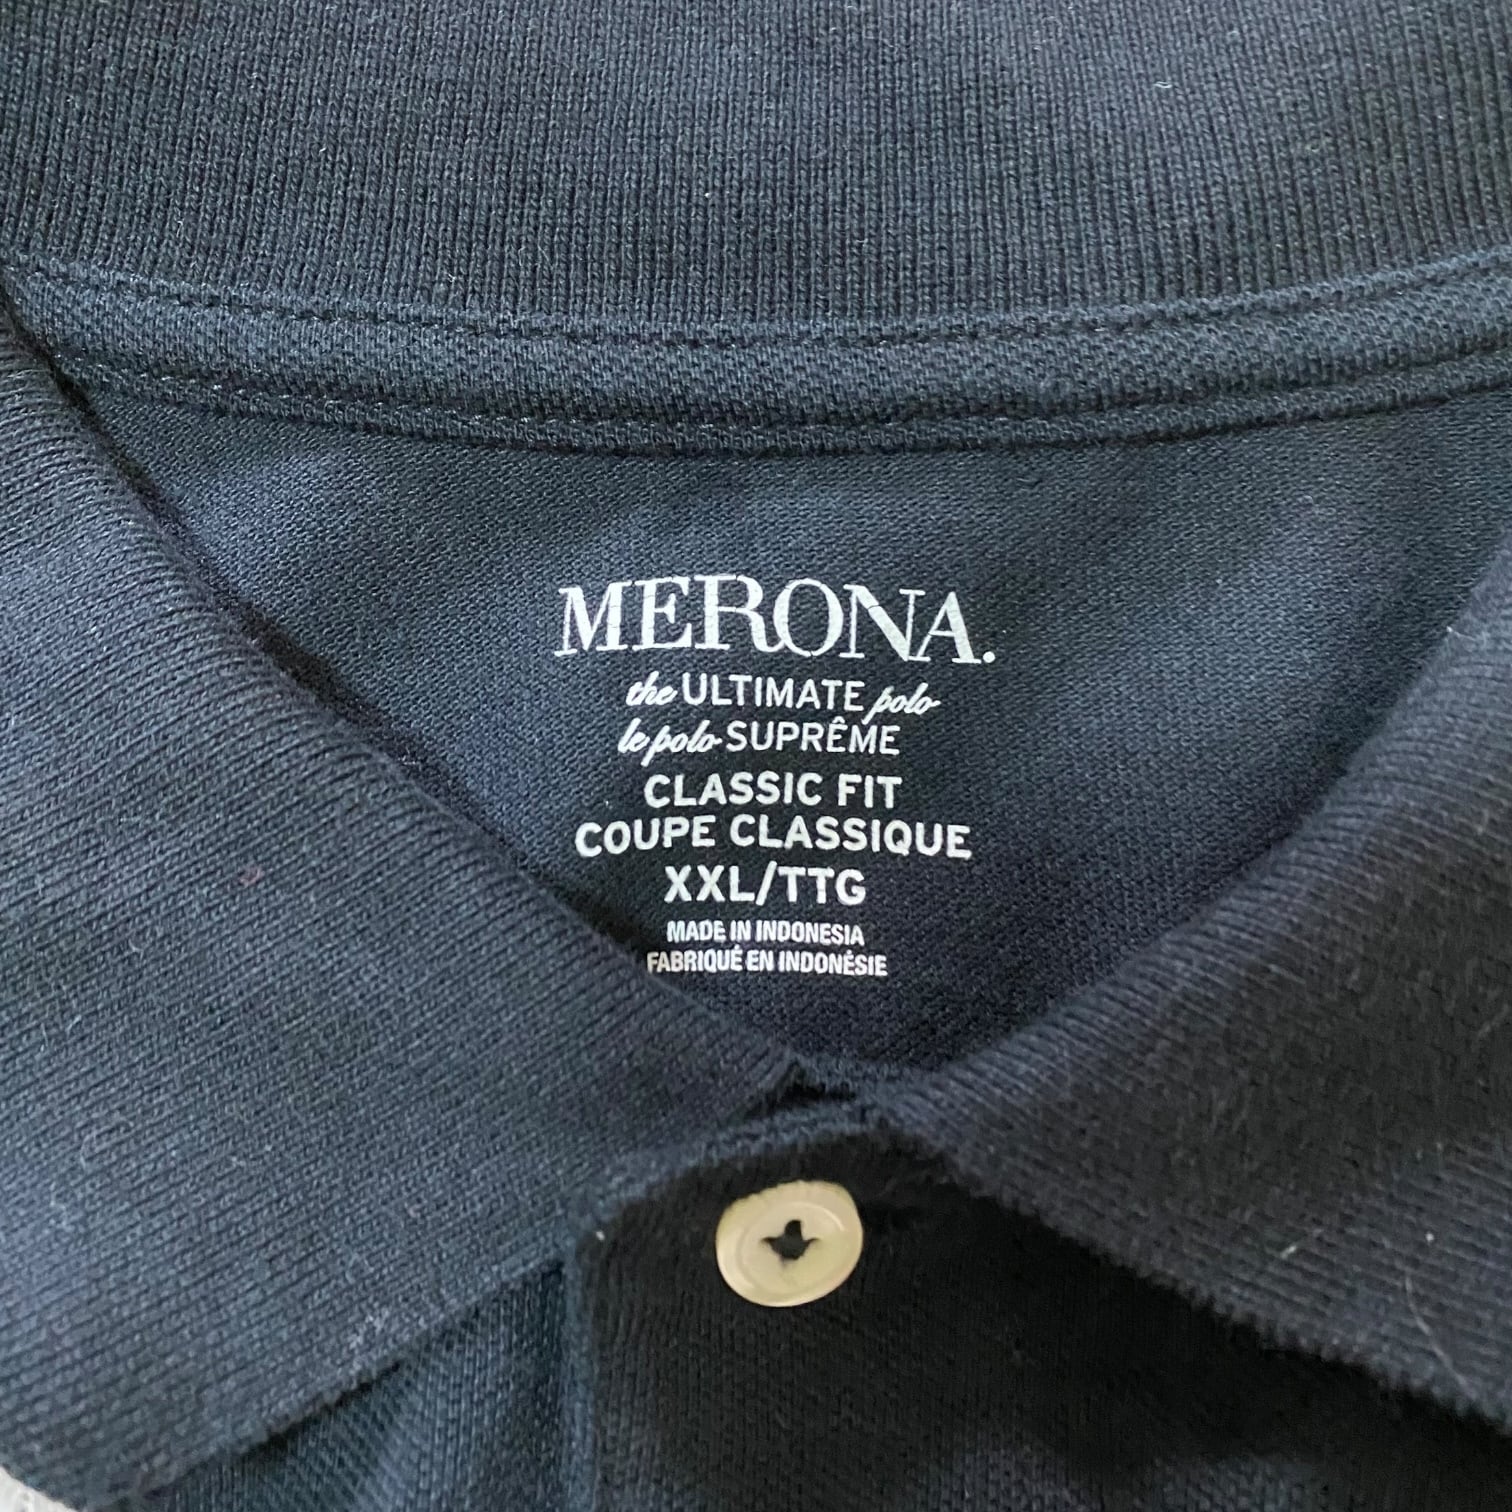 MERONA.
the ULTIMATE polo
le polo SUPRÊME
CLASSIC FIT
COUPE CLASSIQUE
XXL/TTG
MADE IN INDONESIA
FABRIQUÉ EN INDONÉSIE